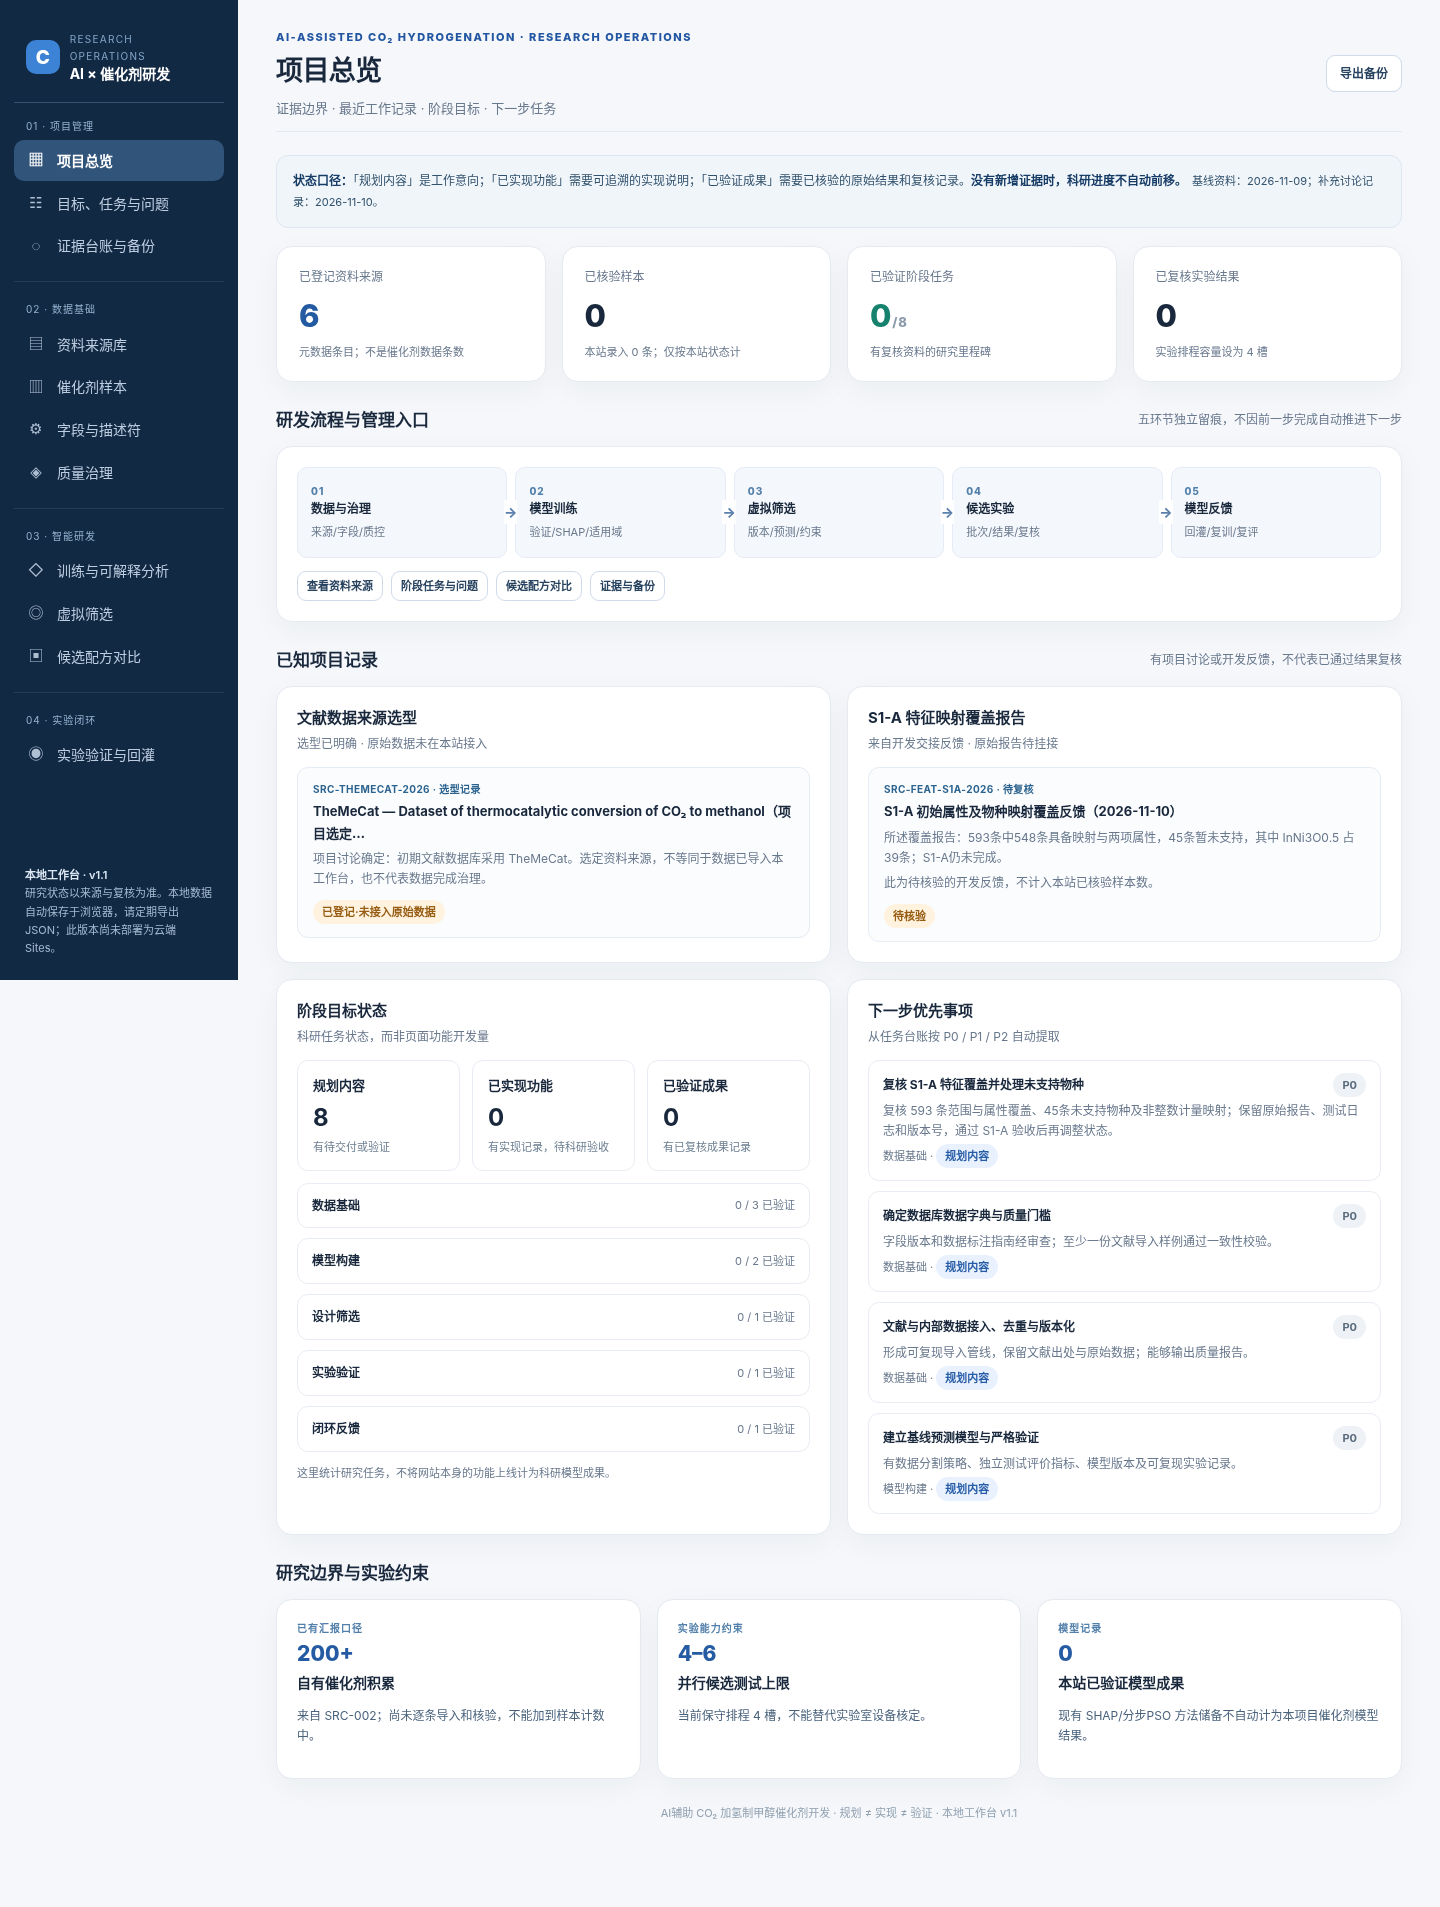 C
RESEARCH
OPERATIONS
AI × 催化剂研发
01 · 项目管理
项目总览
目标、任务与问题
证据台账与备份
02 · 数据基础
资料来源库
催化剂样本
字段与描述符
质量治理
03 · 智能研发
训练与可解释分析
虚拟筛选
候选配方对比
04 · 实验闭环
实验验证与回灌
本地工作台 · v1.1
研究状态以来源与复核为准。本地数据
自动保存于浏览器，请定期导出
JSON；此版本尚未部署为云端
Sites。
AI-ASSISTED CO₂ HYDROGENATION · RESEARCH OPERATIONS
项目总览
导出备份
证据边界 · 最近工作记录 · 阶段目标 · 下一步任务
状态口径：「规划内容」是工作意向；「已实现功能」需要可追溯的实现说明；「已验证成果」需要已核验的原始结果和复核记录。没有新增证据时，科研进度不自动前移。 基线资料：2026-11-09；补充讨论记
录：2026-11-10。
已登记资料来源
6
元数据条目；不是催化剂数据条数
已核验样本
0
本站录入 0 条；仅按本站状态计
已验证阶段任务
0/8
有复核资料的研究里程碑
已复核实验结果
0
实验排程容量设为 4 槽
研发流程与管理入口
五环节独立留痕，不因前一步完成自动推进下一步
01
数据与治理
来源/字段/质控
→
02
模型训练
验证/SHAP/适用域
→
03
虚拟筛选
版本/预测/约束
→
04
候选实验
批次/结果/复核
→
05
模型反馈
回灌/复训/复评
查看资料来源
阶段任务与问题
候选配方对比
证据与备份
已知项目记录
有项目讨论或开发反馈，不代表已通过结果复核
文献数据来源选型
选型已明确 · 原始数据未在本站接入
SRC-THEMECAT-2026 · 选型记录
TheMeCat — Dataset of thermocatalytic conversion of CO₂ to methanol（项
目选定…
项目讨论确定：初期文献数据库采用 TheMeCat。选定资料来源，不等同于数据已导入本
工作台，也不代表数据完成治理。
已登记·未接入原始数据
S1-A 特征映射覆盖报告
来自开发交接反馈 · 原始报告待挂接
SRC-FEAT-S1A-2026 · 待复核
S1-A 初始属性及物种映射覆盖反馈（2026-11-10）
所述覆盖报告：593条中548条具备映射与两项属性，45条暂未支持，其中 InNi3O0.5 占
39条；S1-A仍未完成。
此为待核验的开发反馈，不计入本站已核验样本数。
待核验
阶段目标状态
科研任务状态，而非页面功能开发量
规划内容
8
有待交付或验证
已实现功能
0
有实现记录，待科研验收
已验证成果
0
有已复核成果记录
数据基础
0 / 3 已验证
模型构建
0 / 2 已验证
设计筛选
0 / 1 已验证
实验验证
0 / 1 已验证
闭环反馈
0 / 1 已验证
这里统计研究任务，不将网站本身的功能上线计为科研模型成果。
下一步优先事项
从任务台账按 P0 / P1 / P2 自动提取
复核 S1-A 特征覆盖并处理未支持物种
P0
复核 593 条范围与属性覆盖、45条未支持物种及非整数计量映射；保留原始报告、测试日
志和版本号，通过 S1-A 验收后再调整状态。
数据基础 · 规划内容
确定数据库数据字典与质量门槛
P0
字段版本和数据标注指南经审查；至少一份文献导入样例通过一致性校验。
数据基础 · 规划内容
文献与内部数据接入、去重与版本化
P0
形成可复现导入管线，保留文献出处与原始数据；能够输出质量报告。
数据基础 · 规划内容
建立基线预测模型与严格验证
P0
有数据分割策略、独立测试评价指标、模型版本及可复现实验记录。
模型构建 · 规划内容
研究边界与实验约束
已有汇报口径
200+
自有催化剂积累
来自 SRC-002；尚未逐条导入和核验，不能加到样本计数
中。
实验能力约束
4–6
并行候选测试上限
当前保守排程 4 槽，不能替代实验室设备核定。
模型记录
0
本站已验证模型成果
现有 SHAP/分步PSO 方法储备不自动计为本项目催化剂模型
结果。
AI辅助 CO₂ 加氢制甲醇催化剂开发 · 规划 ≠ 实现 ≠ 验证 · 本地工作台 v1.1